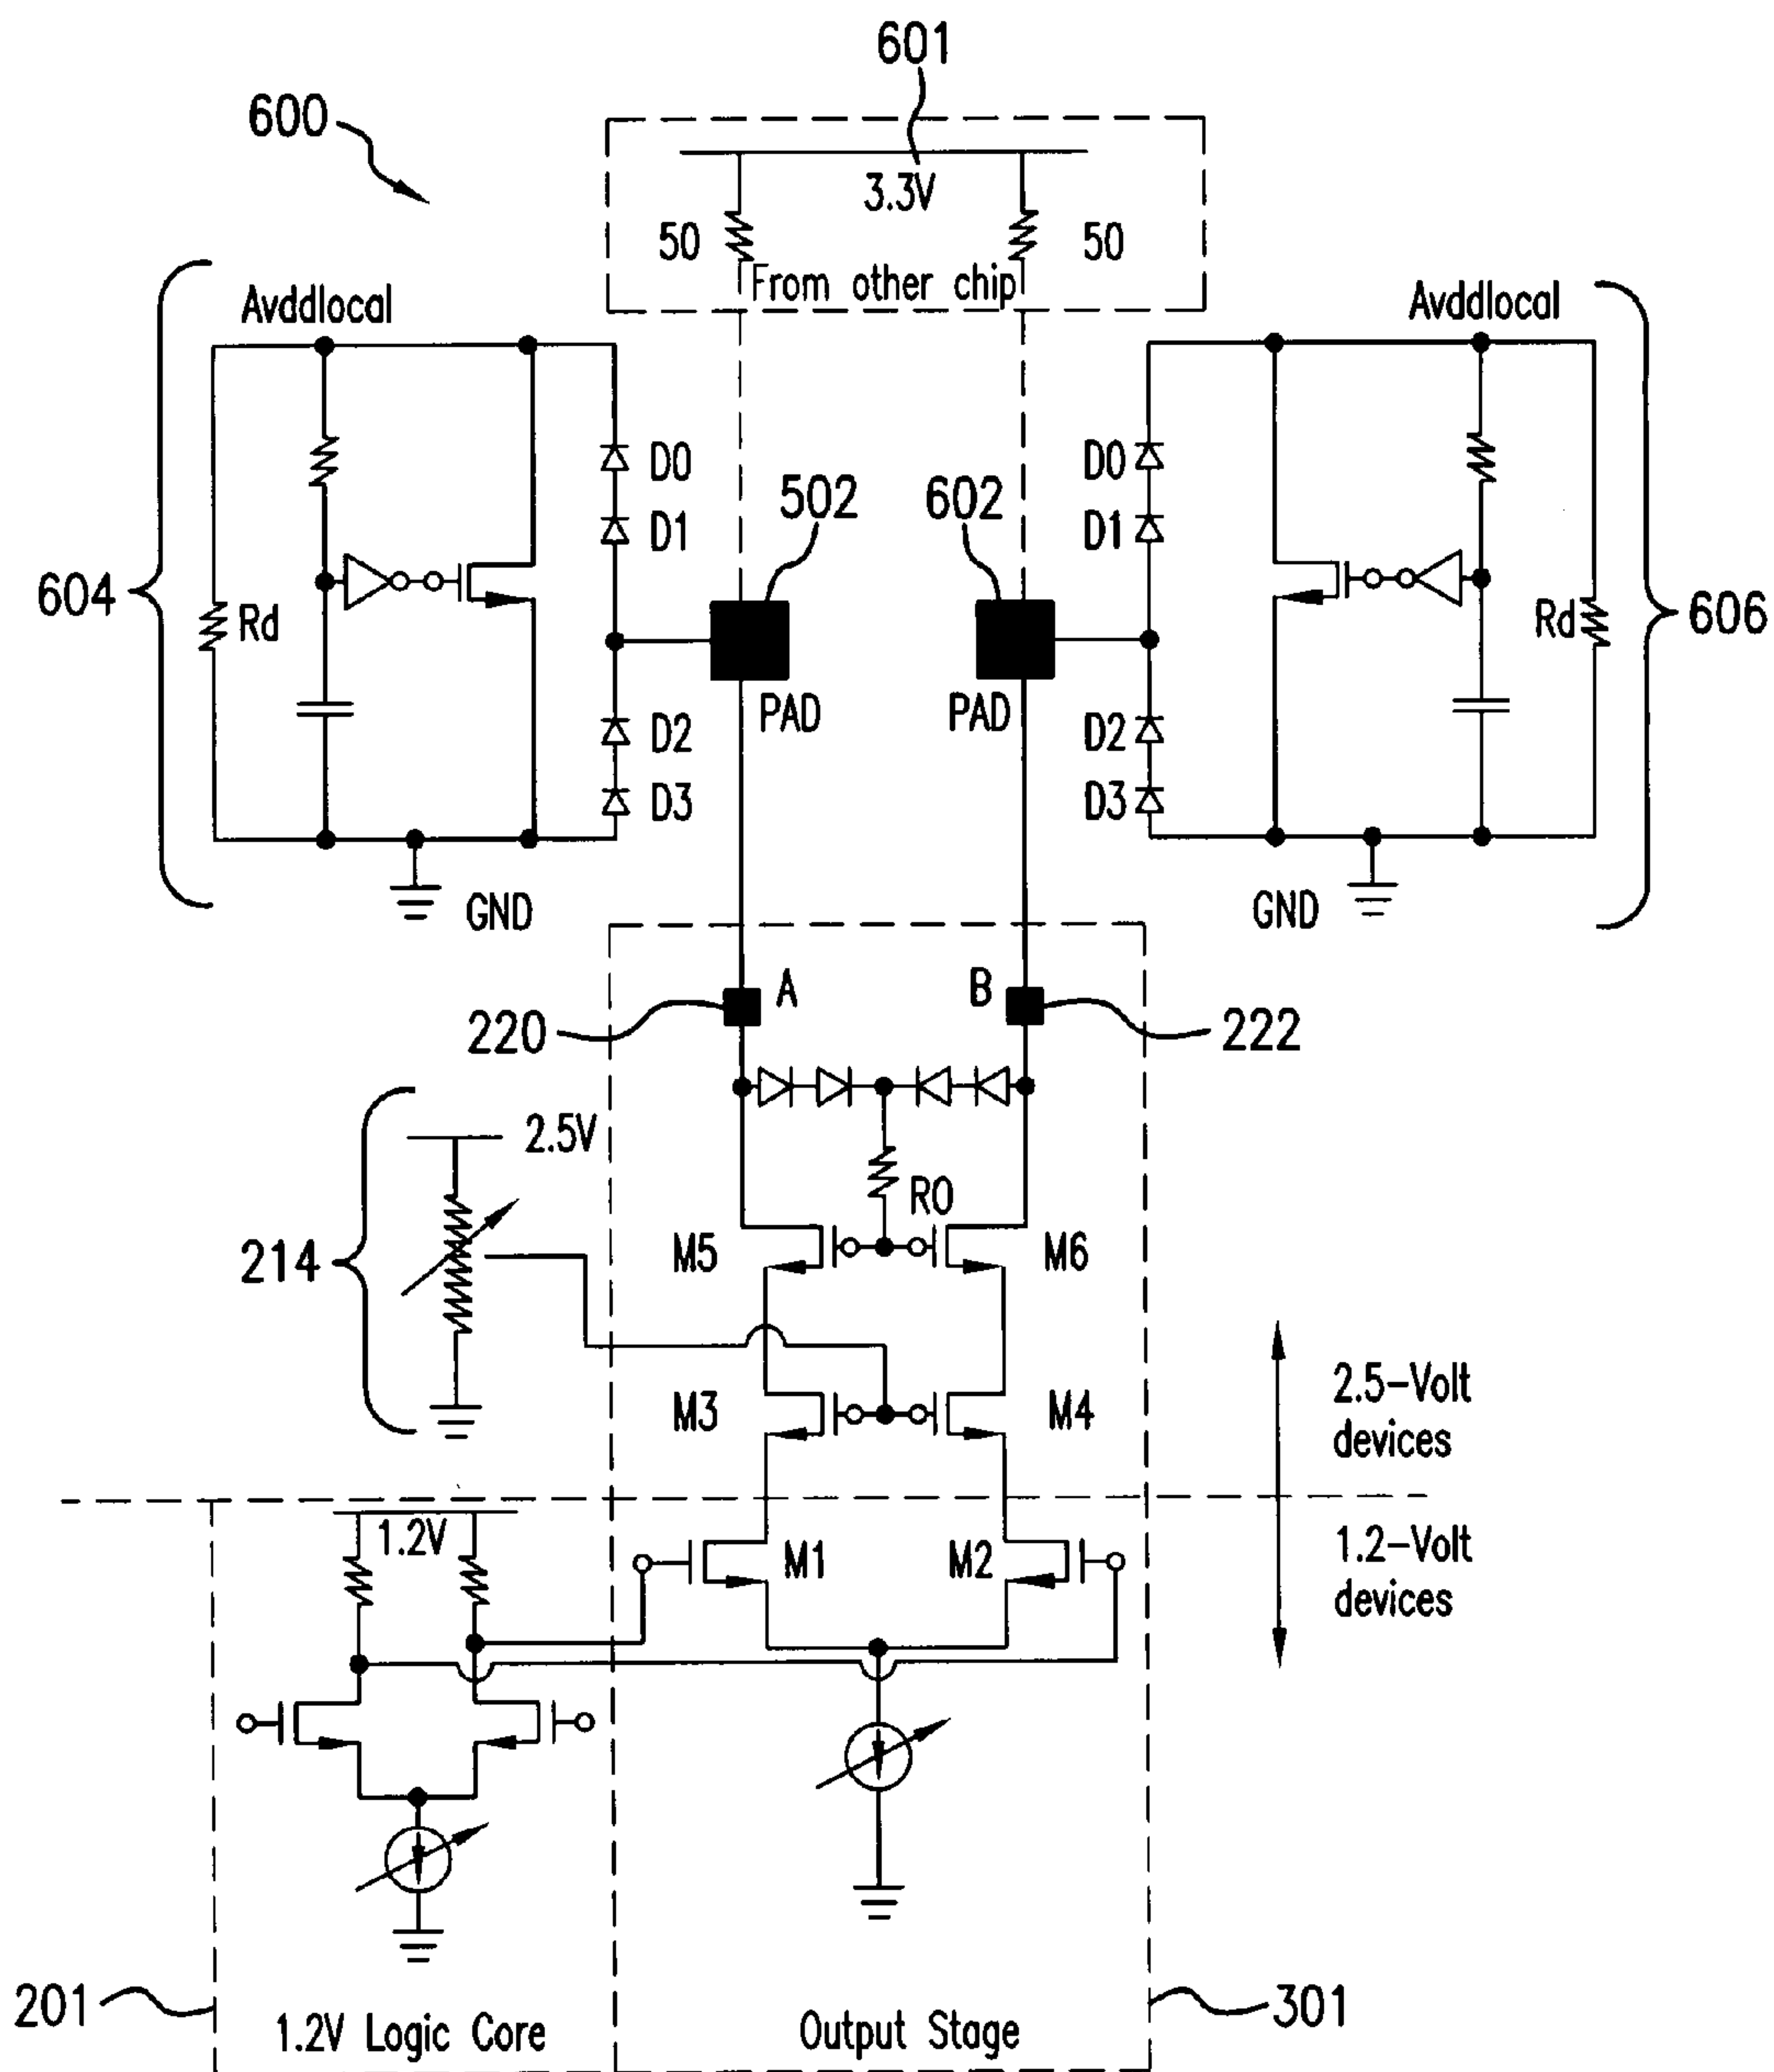 601
600
3.3V
50
50
From other chip
Avddlocal
Avddlocal
D0
D0
502
602
D1
D1
604
Rd
Rd
606
PAD
PAD
D2
D2
D3
D3
GND
GND
A
B
220
222
2.5V
R0
214
M5
M6
2.5-Volt
devices
M3
M4
1.2V
1.2-Volt
devices
M1
M2
201
301
1.2V Logic Core
Output Stage